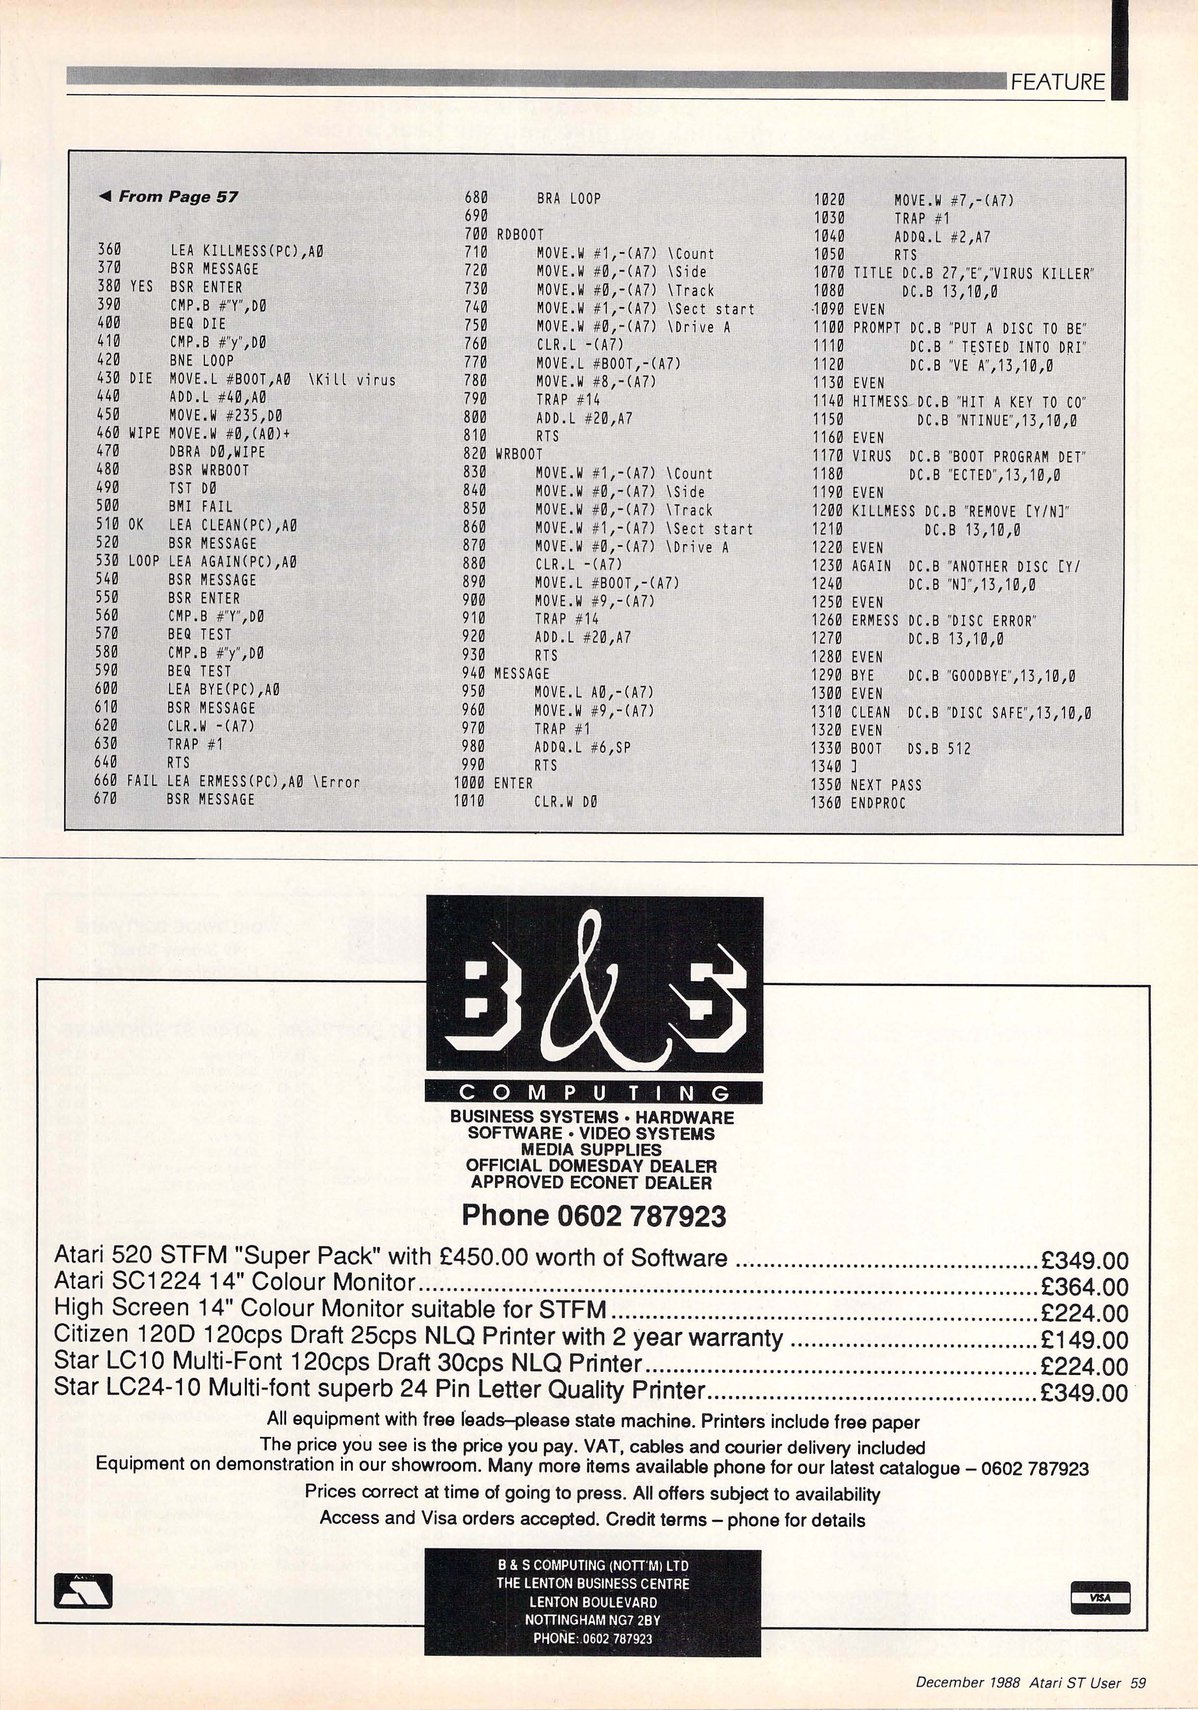 FEATURE
◄ From Page 57
360 LEA KILLMESS(PC),A0
370 BSR MESSAGE
380 YES BSR ENTER
390 CMP.B #"Y",D0
400 BEQ DIE
410 CMP.B #"y",D0
420 BNE LOOP
430 DIE MOVE.L #BOOT,A0 \Kill virus
440 ADD.L #40,A0
450 MOVE.W #235,D0
460 WIPE MOVE.W #0,(A0)+
470 DBRA D0,WIPE
480 BSR WRBOOT
490 TST D0
500 BMI FAIL
510 OK LEA CLEAN(PC),A0
520 BSR MESSAGE
530 LOOP LEA AGAIN(PC),A0
540 BSR MESSAGE
550 BSR ENTER
560 CMP.B #"Y",D0
570 BEQ TEST
580 CMP.B #"y",D0
590 BEQ TEST
600 LEA BYE(PC),A0
610 BSR MESSAGE
620 CLR.W -(A7)
630 TRAP #1
640 RTS
660 FAIL LEA ERMESS(PC),A0 \Error
670 BSR MESSAGE
680 BRA LOOP
690
700 RDBOOT
710 MOVE.W #1,-(A7) \Count
720 MOVE.W #0,-(A7) \Side
730 MOVE.W #0,-(A7) \Track
740 MOVE.W #1,-(A7) \Sect start
750 MOVE.W #0,-(A7) \Drive A
760 CLR.L -(A7)
770 MOVE.L #BOOT,-(A7)
780 MOVE.W #8,-(A7)
790 TRAP #14
800 ADD.L #20,A7
810 RTS
820 WRBOOT
830 MOVE.W #1,-(A7) \Count
840 MOVE.W #0,-(A7) \Side
850 MOVE.W #0,-(A7) \Track
860 MOVE.W #1,-(A7) \Sect start
870 MOVE.W #0,-(A7) \Drive A
880 CLR.L -(A7)
890 MOVE.L #BOOT,-(A7)
900 MOVE.W #9,-(A7)
910 TRAP #14
920 ADD.L #20,A7
930 RTS
940 MESSAGE
950 MOVE.L A0,-(A7)
960 MOVE.W #9,-(A7)
970 TRAP #1
980 ADDQ.L #6,SP
990 RTS
1000 ENTER
1010 CLR.W D0
1020 MOVE.W #7,-(A7)
1030 TRAP #1
1040 ADDQ.L #2,A7
1050 RTS
1070 TITLE DC.B 27,"E","VIRUS KILLER"
1080 DC.B 13,10,0
1090 EVEN
1100 PROMPT DC.B "PUT A DISC TO BE"
1110 DC.B " TESTED INTO DRI"
1120 DC.B "VE A",13,10,0
1130 EVEN
1140 HITMESS DC.B "HIT A KEY TO CO"
1150 DC.B "NTINUE",13,10,0
1160 EVEN
1170 VIRUS DC.B "BOOT PROGRAM DET"
1180 DC.B "ECTED",13,10,0
1190 EVEN
1200 KILLMESS DC.B "REMOVE [Y/N]"
1210 DC.B 13,10,0
1220 EVEN
1230 AGAIN DC.B "ANOTHER DISC [Y/
1240 DC.B "N]",13,10,0
1250 EVEN
1260 ERMESS DC.B "DISC ERROR"
1270 DC.B 13,10,0
1280 EVEN
1290 BYE DC.B "GOODBYE",13,10,0
1300 EVEN
1310 CLEAN DC.B "DISC SAFE",13,10,0
1320 EVEN
1330 BOOT DS.B 512
1340 ]
1350 NEXT PASS
1360 ENDPROC
B & S
COMPUTING
BUSINESS SYSTEMS • HARDWARE
SOFTWARE • VIDEO SYSTEMS
MEDIA SUPPLIES
OFFICIAL DOMESDAY DEALER
APPROVED ECONET DEALER
Phone 0602 787923
Atari 520 STFM "Super Pack" with £450.00 worth of Software ........ £349.00
Atari SC1224 14" Colour Monitor ........ £364.00
High Screen 14" Colour Monitor suitable for STFM ........ £224.00
Citizen 120D 120cps Draft 25cps NLQ Printer with 2 year warranty ........ £149.00
Star LC10 Multi-Font 120cps Draft 30cps NLQ Printer ........ £224.00
Star LC24-10 Multi-font superb 24 Pin Letter Quality Printer ........ £349.00
All equipment with free leads–please state machine. Printers include free paper
The price you see is the price you pay. VAT, cables and courier delivery included
Equipment on demonstration in our showroom. Many more items available phone for our latest catalogue – 0602 787923
Prices correct at time of going to press. All offers subject to availability
Access and Visa orders accepted. Credit terms – phone for details
B & S COMPUTING (NOTT'M) LTD
THE LENTON BUSINESS CENTRE
LENTON BOULEVARD
NOTTINGHAM NG7 2BY
PHONE: 0602 787923
VISA
December 1988 Atari ST User 59